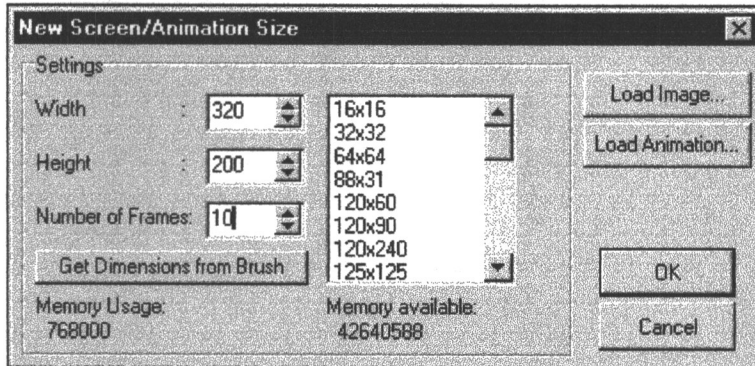 New Screen/Animation Size
Settings
Width : 320
Height : 200
Number of Frames: 10
Get Dimensions from Brush
Memory Usage:
768000
16x16
32x32
64x64
88x31
120x60
120x90
120x240
125x125
Memory available:
42640588
Load Image...
Load Animation...
OK
Cancel